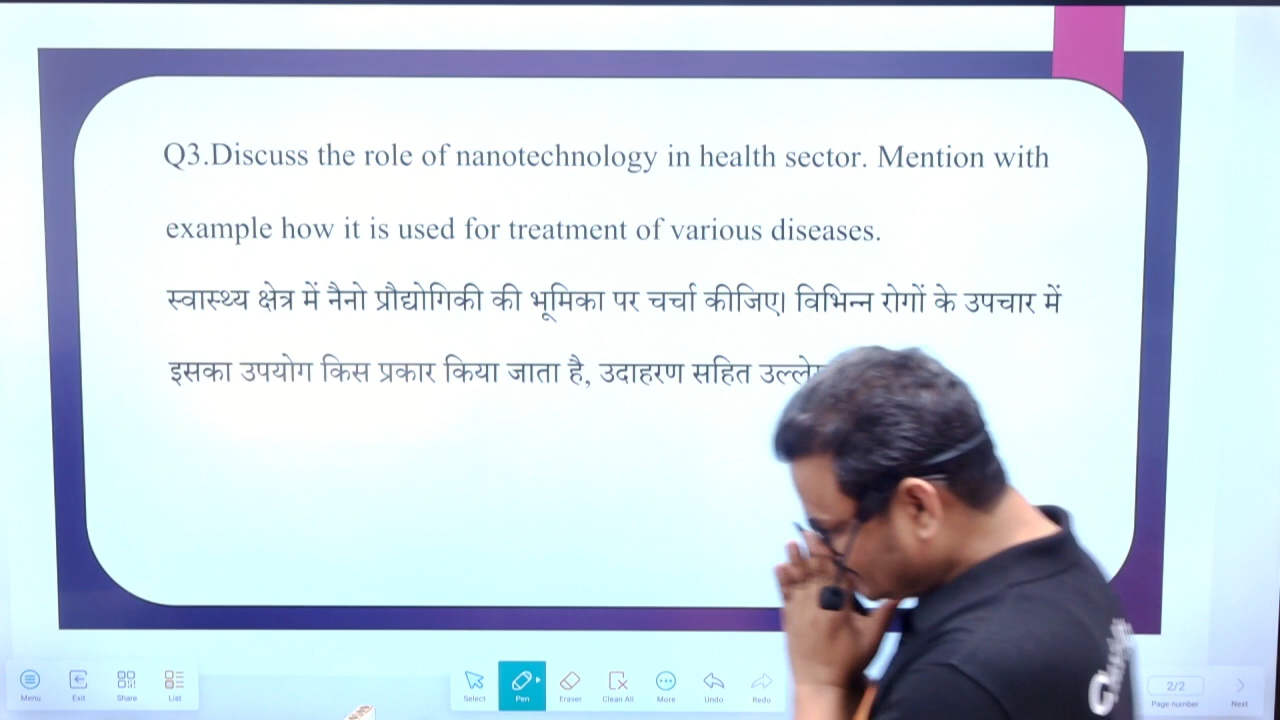 Q3.Discuss the role of nanotechnology in health sector. Mention with
example how it is used for treatment of various diseases.
स्वास्थ्य क्षेत्र में नैनो प्रौद्योगिकी की भूमिका पर चर्चा कीजिए। विभिन्न रोगों के उपचार में
इसका उपयोग किस प्रकार किया जाता है, उदाहरण सहित
Menu Exit Share List Select Pen Eraser Clean All More Undo Redo 2/2 Page number Next